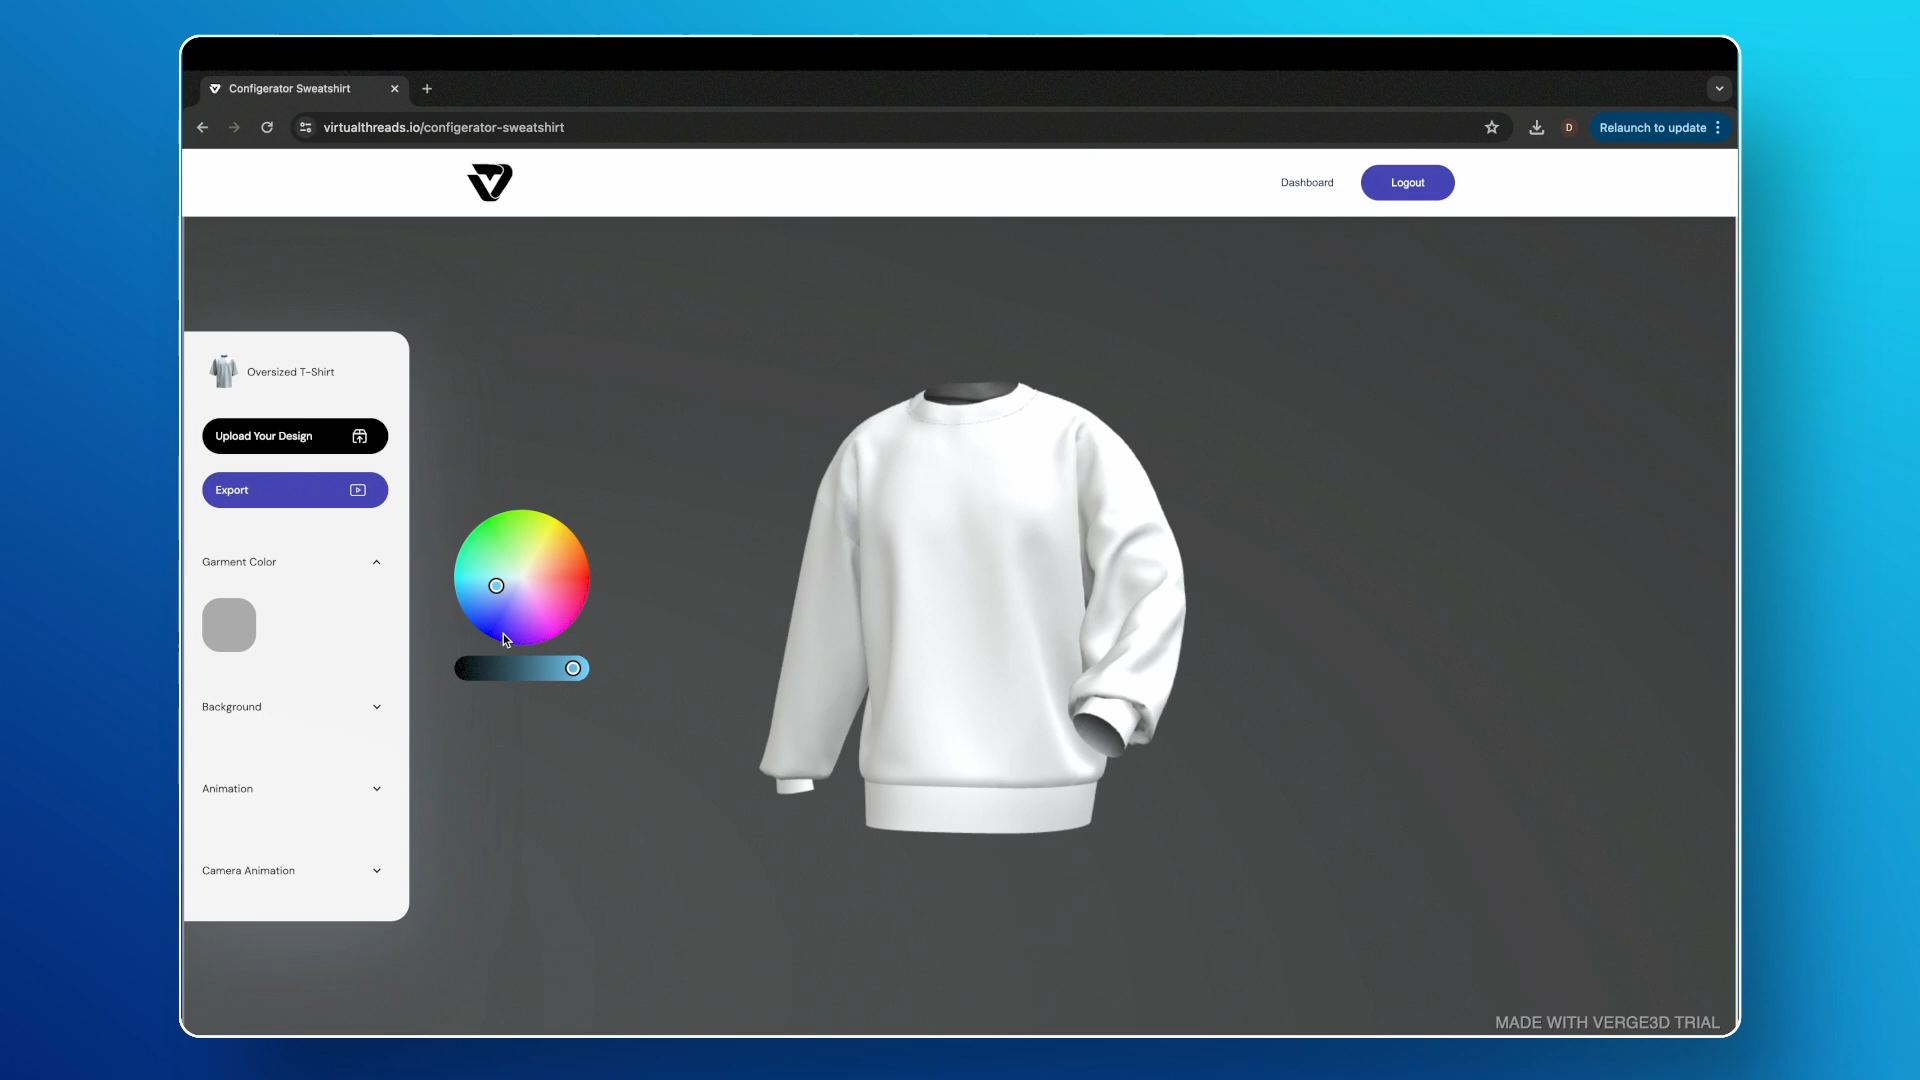 Configerator Sweatshirt
virtualthreads.io/configerator-sweatshirt
D
Relaunch to update
Dashboard
Logout
Oversized T-Shirt
Upload Your Design
Export
Garment Color
Background
Animation
Camera Animation
MADE WITH VERGE3D TRIAL